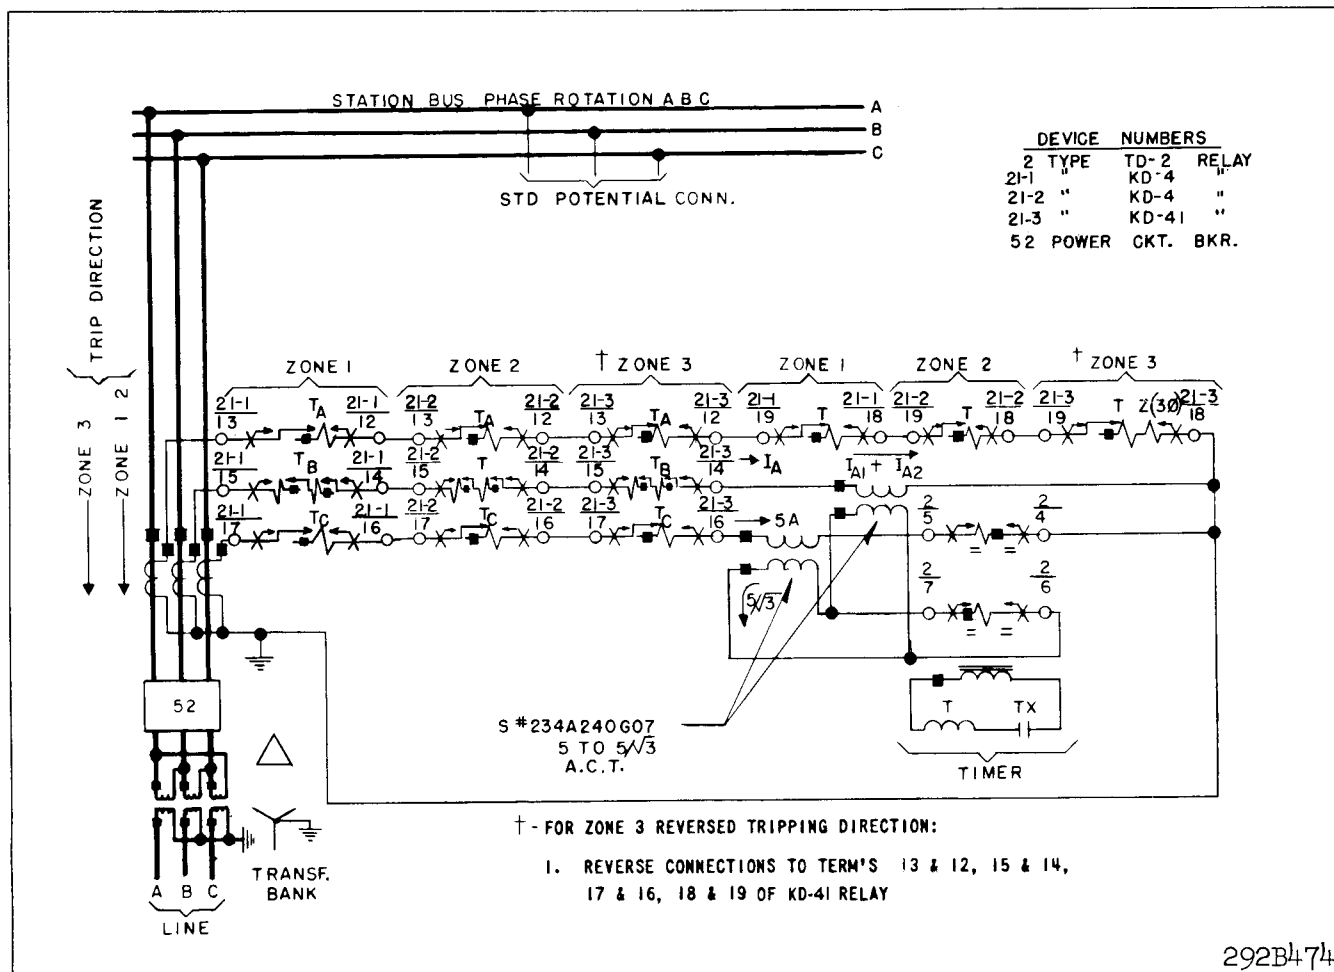 STATION BUS PHASE ROTATION A B C
A
B
C
STD POTENTIAL CONN.
DEVICE NUMBERS
2 TYPE TD-2 RELAY
21-1 " KD-4 "
21-2 " KD-4 "
21-3 " KD-41 "
52 POWER CKT. BKR.
TRIP DIRECTION
ZONE 3
ZONE 1 2
ZONE 1
ZONE 2
† ZONE 3
ZONE 1
ZONE 2
† ZONE 3
21-1 13
TA
21-1 12
21-2 13
TA
21-2 12
21-3 13
TA
21-3 12
21-1 19
T
21-1 18
21-2 19
T
21-2 18
21-3 19
T
Z(3Ø)
21-3 18
21-1 15
TB
21-1 14
21-2 15
T
21-2 14
21-3 15
TB
21-3 14
IA
IA1 + IA2
21-1 17
TC
21-1 16
21-2 17
TC
21-2 16
21-3 17
TC
21-3 16
5A
2 5
2 4
5/√3
2 7
2 6
52
S#234A240G07
5 TO 5/√3
A.C.T.
T
TX
TIMER
TRANSF.
BANK
A B C
LINE
† - FOR ZONE 3 REVERSED TRIPPING DIRECTION:
1. REVERSE CONNECTIONS TO TERM'S 13 & 12, 15 & 14,
17 & 16, 18 & 19 OF KD-41 RELAY
292B474